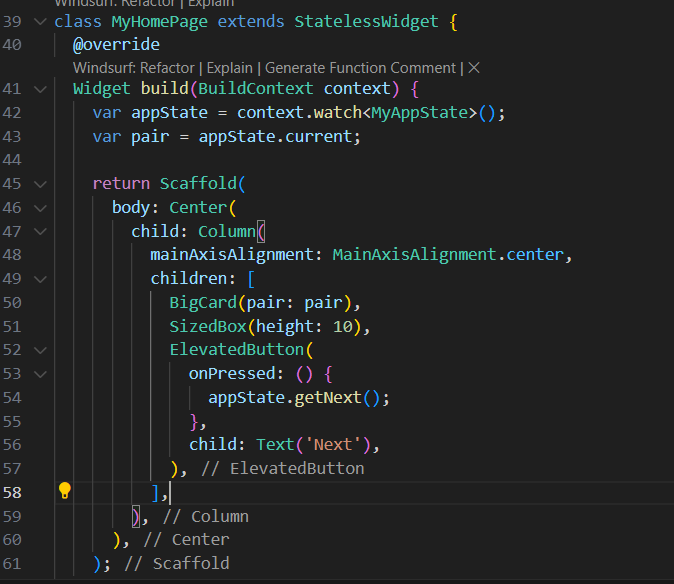 Windsurf: Refactor | Explain
39 class MyHomePage extends StatelessWidget {
40 @override
Windsurf: Refactor | Explain | Generate Function Comment | ✕
41 Widget build(BuildContext context) {
42 var appState = context.watch<MyAppState>();
43 var pair = appState.current;
44
45 return Scaffold(
46 body: Center(
47 child: Column(
48 mainAxisAlignment: MainAxisAlignment.center,
49 children: [
50 BigCard(pair: pair),
51 SizedBox(height: 10),
52 ElevatedButton(
53 onPressed: () {
54 appState.getNext();
55 },
56 child: Text('Next'),
57 ), // ElevatedButton
58 ],
59 ), // Column
60 ), // Center
61 ); // Scaffold